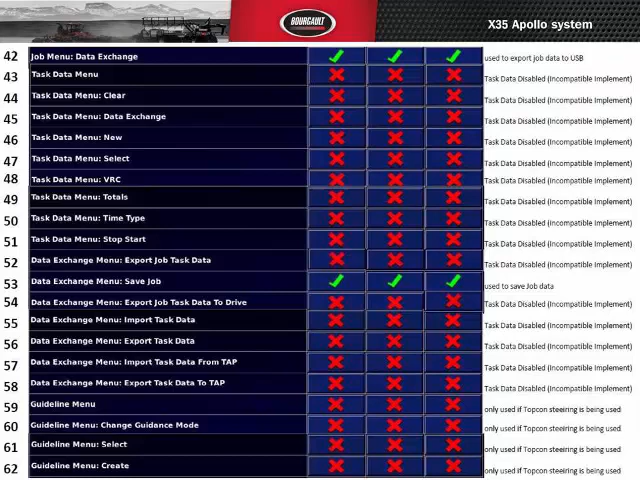 BOURGAULT
X35 Apollo system
42 Job Menu: Data Exchange used to export job data to USB
43 Task Data Menu Task Data Disabled (Incompatible Implement)
44 Task Data Menu: Clear Task Data Disabled (Incompatible Implement)
45 Task Data Menu: Data Exchange Task Data Disabled (Incompatible Implement)
46 Task Data Menu: New Task Data Disabled (Incompatible Implement)
47 Task Data Menu: Select Task Data Disabled (Incompatible Implement)
48 Task Data Menu: VRC Task Data Disabled (Incompatible Implement)
49 Task Data Menu: Totals Task Data Disabled (Incompatible Implement)
50 Task Data Menu: Time Type Task Data Disabled (Incompatible Implement)
51 Task Data Menu: Stop Start Task Data Disabled (Incompatible Implement)
52 Data Exchange Menu: Export Job Task Data Task Data Disabled (Incompatible Implement)
53 Data Exchange Menu: Save Job used to save Job data
54 Data Exchange Menu: Export Job Task Data To Drive Task Data Disabled (Incompatible Implement)
55 Data Exchange Menu: Import Task Data Task Data Disabled (Incompatible Implement)
56 Data Exchange Menu: Export Task Data Task Data Disabled (Incompatible Implement)
57 Data Exchange Menu: Import Task Data From TAP Task Data Disabled (Incompatible Implement)
58 Data Exchange Menu: Export Task Data To TAP Task Data Disabled (Incompatible Implement)
59 Guideline Menu only used if Topcon steeiring is being used
60 Guideline Menu: Change Guidance Mode only used if Topcon steeiring is being used
61 Guideline Menu: Select only used if Topcon steeiring is being used
62 Guideline Menu: Create only used if Topcon steeiring is being used